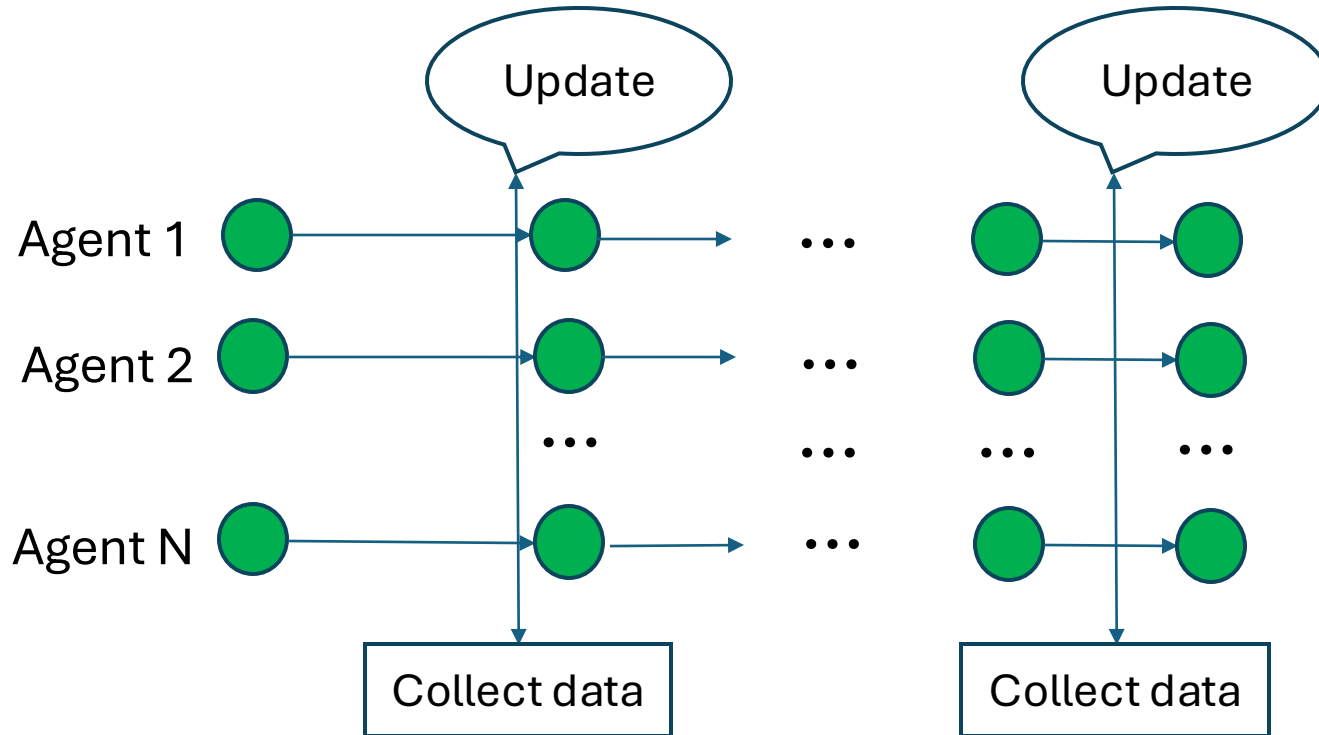 Update
Update
Agent 1
...
Agent 2
...
...
...
...
...
Agent N
...
Collect data
Collect data